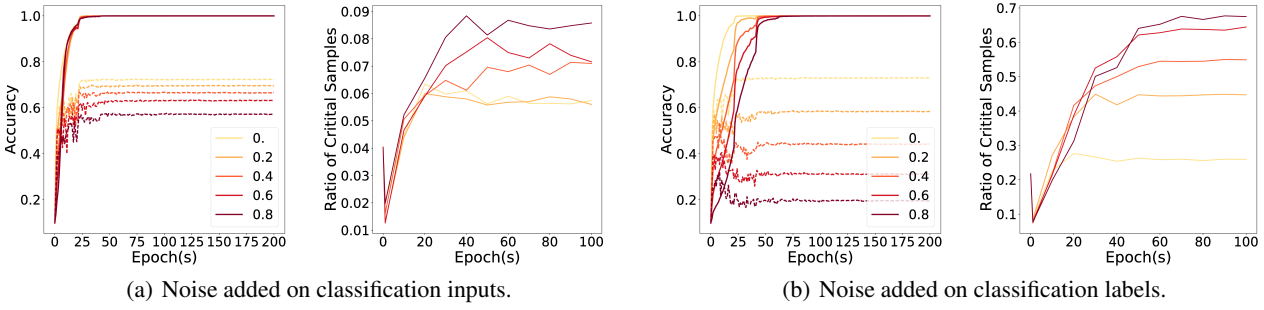 1.0
0.8
0.6
0.4
0.2
Accuracy
0 25 50 75 100 125 150 175 200
Epoch(s)
0.
0.2
0.4
0.6
0.8
0.09
0.08
0.07
0.06
0.05
0.04
0.03
0.02
0.01
Ratio of Critital Samples
0 20 40 60 80 100
Epoch(s)
1.0
0.8
0.6
0.4
0.2
Accuracy
0 25 50 75 100 125 150 175 200
Epoch(s)
0.
0.2
0.4
0.6
0.8
0.7
0.6
0.5
0.4
0.3
0.2
0.1
Ratio of Critital Samples
0 20 40 60 80 100
Epoch(s)
(a) Noise added on classification inputs.
(b) Noise added on classification labels.